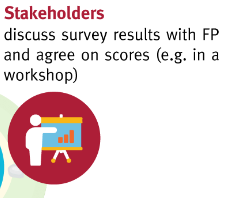 Stakeholders
discuss survey results with FP
and agree on scores (e.g. in a
workshop)